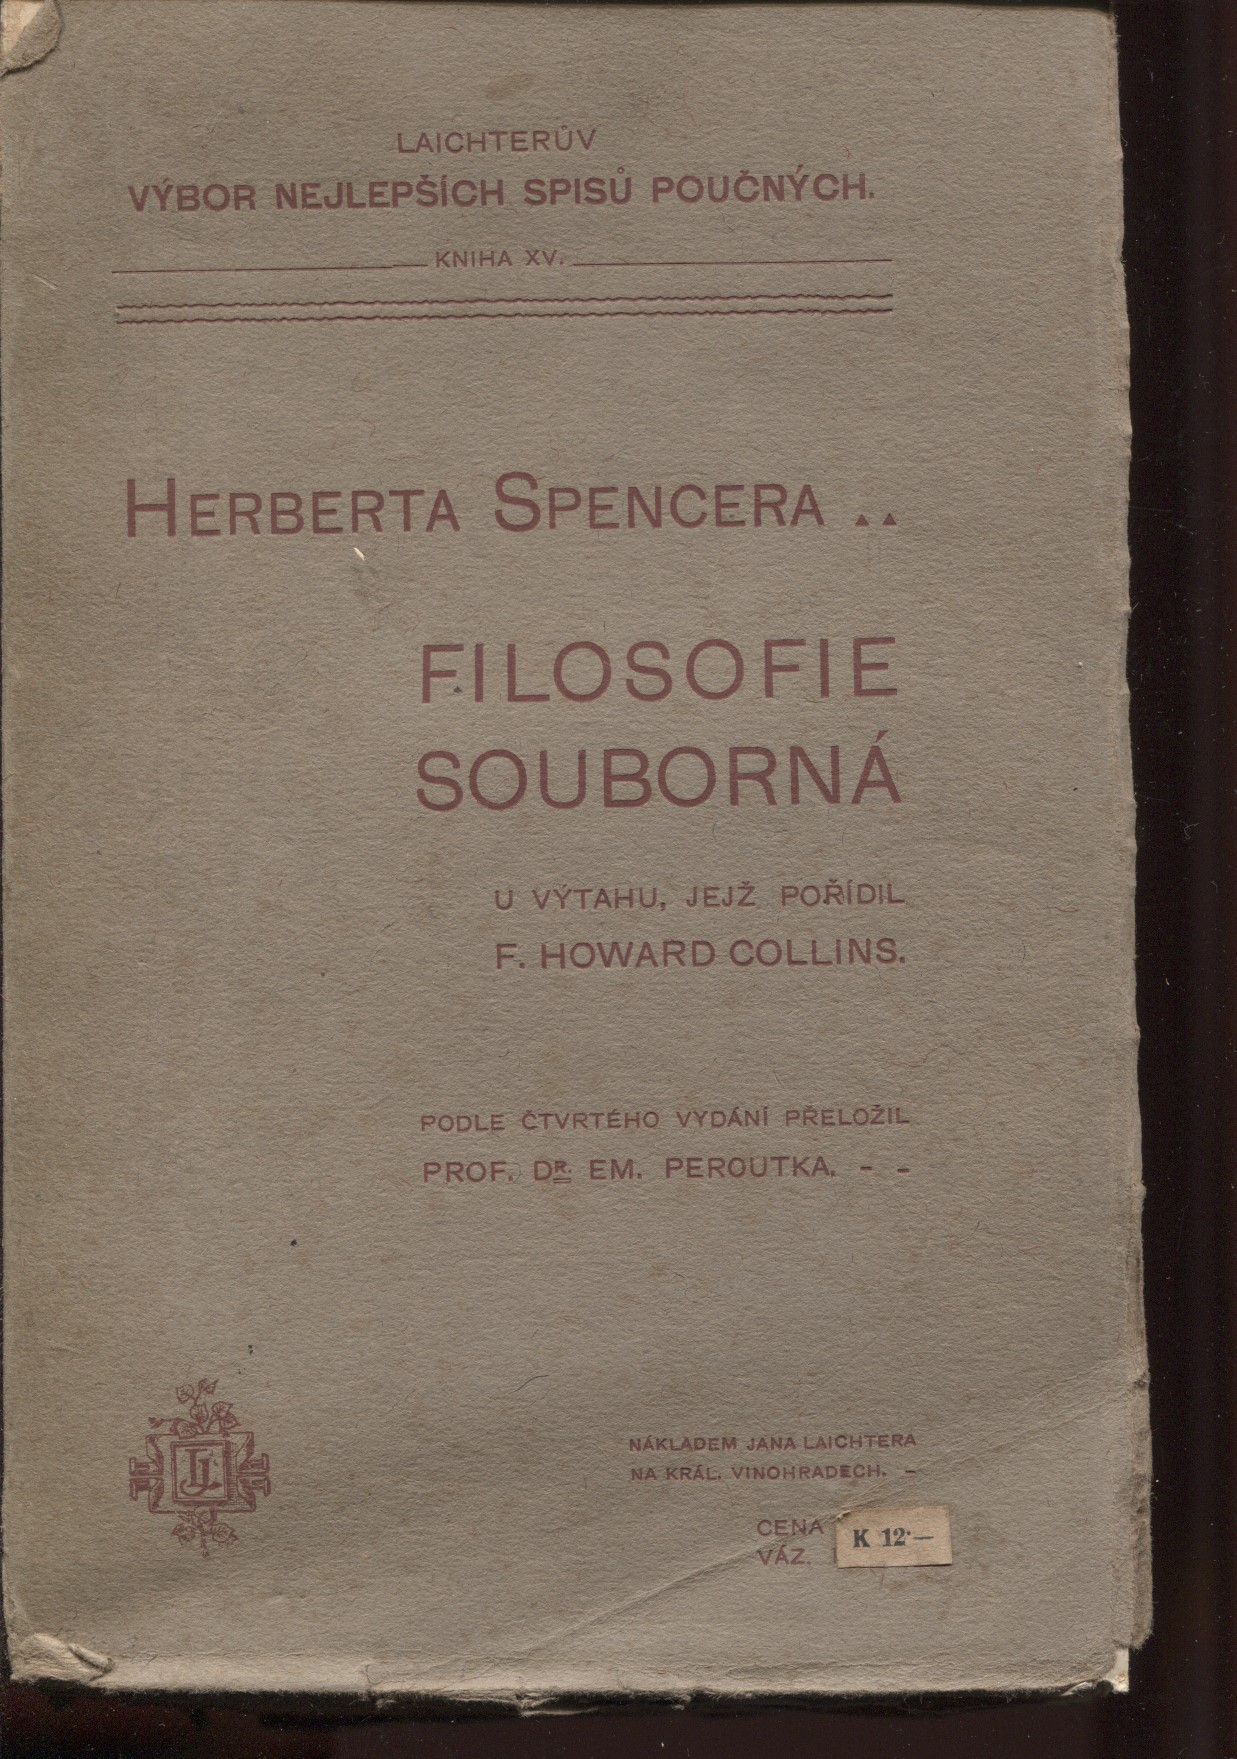 LAICHTERŮV
VÝBOR NEJLEPŠÍCH SPISŮ POUČNÝCH.
KNIHA XV.
HERBERTA SPENCERA
FILOSOFIE
SOUBORNÁ
U VÝTAHU, JEJŽ POŘÍDIL
F. HOWARD COLLINS.
PODLE ČTVRTÉHO VYDÁNÍ PŘELOŽIL
PROF. DR. EM. PEROUTKA. - -
NÁKLADEM JANA LAICHTERA
NA KRÁL. VINOHRADECH. -
CENA K 12·—
VÁZ.
JL